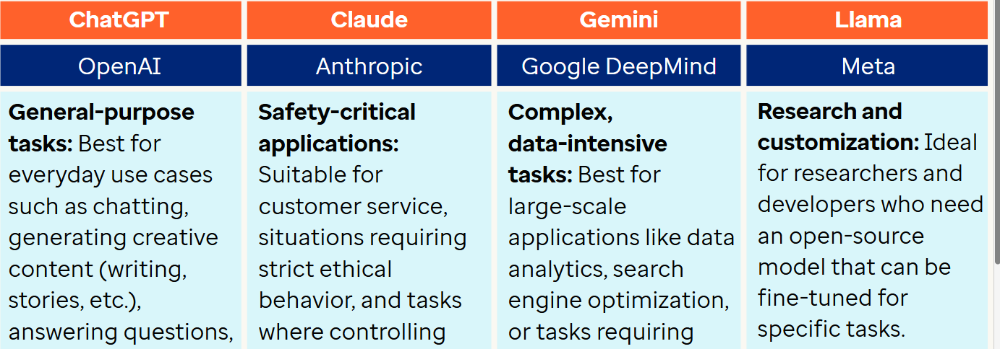 ChatGPT
Claude
Gemini
Llama
OpenAI
Anthropic
Google DeepMind
Meta
General-purpose
tasks: Best for
everyday use cases
such as chatting,
generating creative
content (writing,
stories, etc.),
answering questions,
Safety-critical
applications:
Suitable for
customer service,
situations requiring
strict ethical
behavior, and tasks
where controlling
Complex,
data-intensive
tasks: Best for
large-scale
applications like data
analytics, search
engine optimization,
or tasks requiring
Research and
customization: Ideal
for researchers and
developers who need
an open-source
model that can be
fine-tuned for
specific tasks.